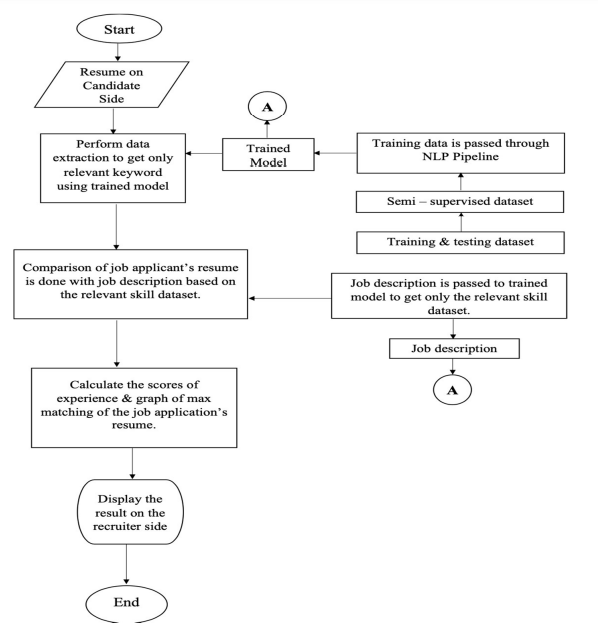 Start
Resume on
Candidate
Side
A
Perform data
extraction to get only
relevant keyword
using trained model
Trained
Model
Training data is passed through
NLP Pipeline
Semi – supervised dataset
Training & testing dataset
Comparison of job applicant's resume
is done with job description based on
the relevant skill dataset.
Job description is passed to trained
model to get only the relevant skill
dataset.
Job description
A
Calculate the scores of
experience & graph of max
matching of the job application's
resume.
Display the
result on the
recruiter side
End